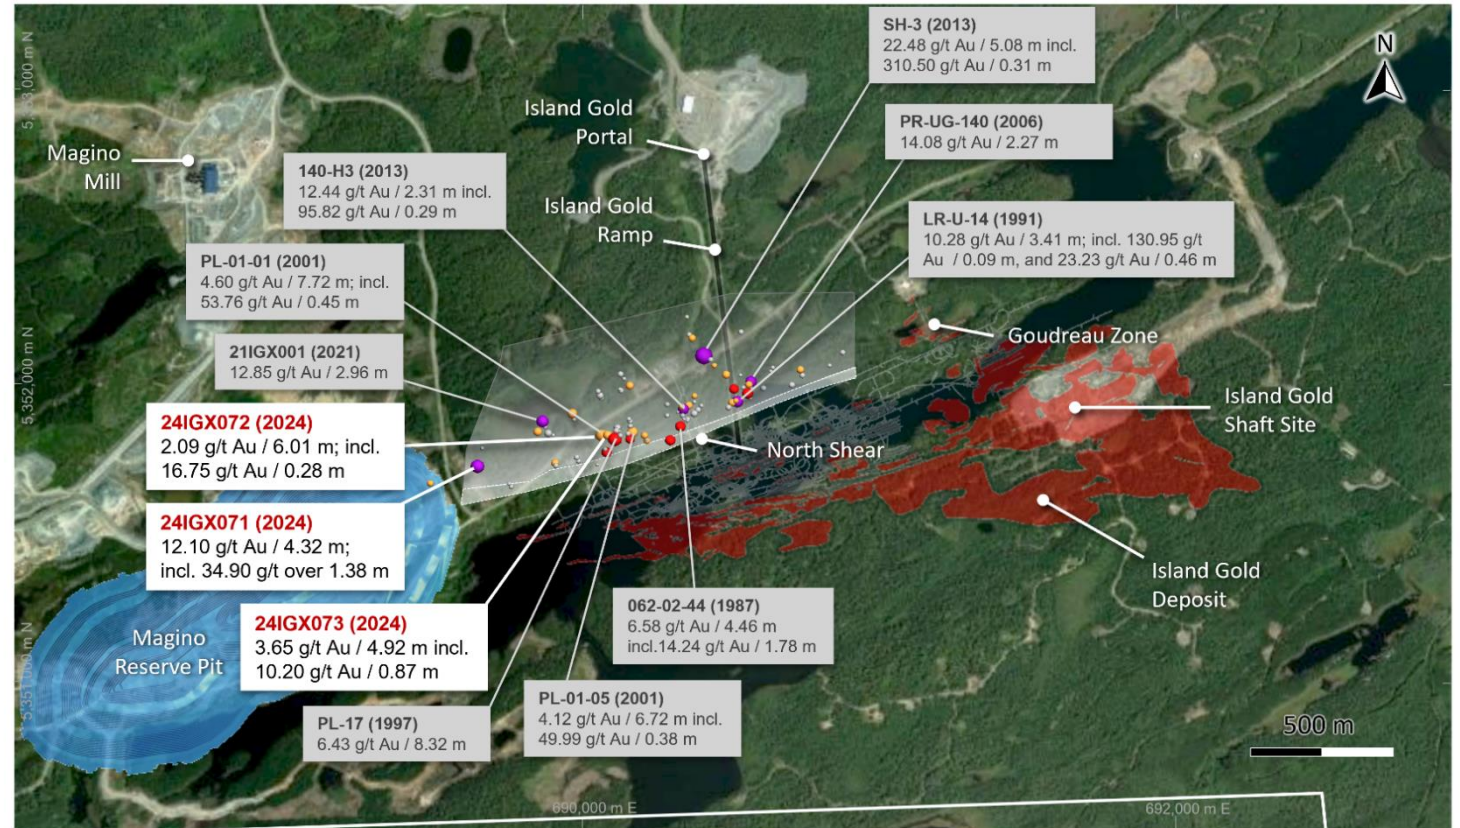 SH-3 (2013)
22.48 g/t Au / 5.08 m incl.
310.50 g/t Au / 0.31 m
N
5,353,000 m N
Island Gold
Portal
PR-UG-140 (2006)
14.08 g/t Au / 2.27 m
Magino
Mill
140-H3 (2013)
12.44 g/t Au / 2.31 m incl.
95.82 g/t Au / 0.29 m
Island Gold
Ramp
LR-U-14 (1991)
10.28 g/t Au / 3.41 m; incl. 130.95 g/t
Au / 0.09 m, and 23.23 g/t Au / 0.46 m
PL-01-01 (2001)
4.60 g/t Au / 7.72 m; incl.
53.76 g/t Au / 0.45 m
Goudreau Zone
5,352,000 m N
21IGX001 (2021)
12.85 g/t Au / 2.96 m
Island Gold
Shaft Site
24IGX072 (2024)
2.09 g/t Au / 6.01 m; incl.
16.75 g/t Au / 0.28 m
North Shear
24IGX071 (2024)
12.10 g/t Au / 4.32 m;
incl. 34.90 g/t over 1.38 m
Island Gold
Deposit
24IGX073 (2024)
3.65 g/t Au / 4.92 m incl.
10.20 g/t Au / 0.87 m
062-02-44 (1987)
6.58 g/t Au / 4.46 m
incl.14.24 g/t Au / 1.78 m
Magino
Reserve Pit
5,351,000 m N
PL-17 (1997)
6.43 g/t Au / 8.32 m
PL-01-05 (2001)
4.12 g/t Au / 6.72 m incl.
49.99 g/t Au / 0.38 m
500 m
690,000 m E
692,000 m E